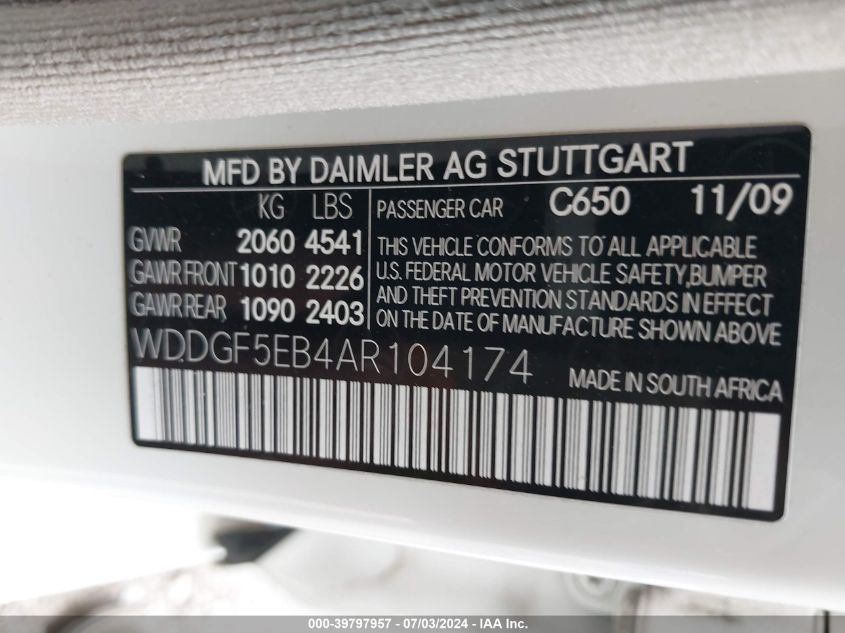 MFD BY DAIMLER AG STUTTGART
KG LBS
GVWR 2060 4541
GAWR FRONT 1010 2226
GAWR REAR 1090 2403
PASSENGER CAR C650 11/09
THIS VEHICLE CONFORMS TO ALL APPLICABLE
U.S. FEDERAL MOTOR VEHICLE SAFETY, BUMPER
AND THEFT PREVENTION STANDARDS IN EFFECT
ON THE DATE OF MANUFACTURE SHOWN ABOVE
WDDGF5EB4AR104174
MADE IN SOUTH AFRICA
000-39797957 / 07/03/2024 - IAA Inc.